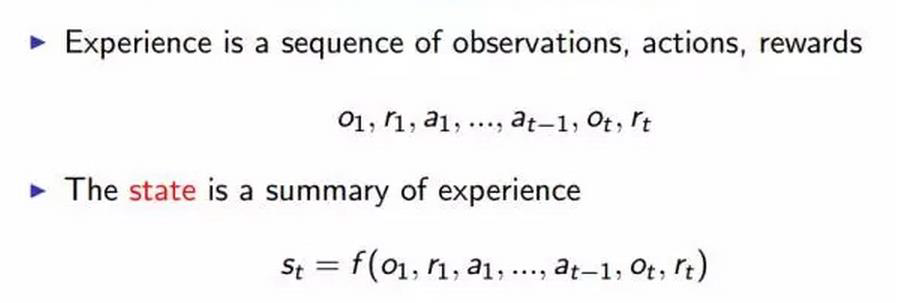 ▶ Experience is a sequence of observations, actions, rewards
o₁, r₁, a₁, ..., aₜ₋₁, oₜ, rₜ
▶ The state is a summary of experience
sₜ = f(o₁, r₁, a₁, ..., aₜ₋₁, oₜ, rₜ)